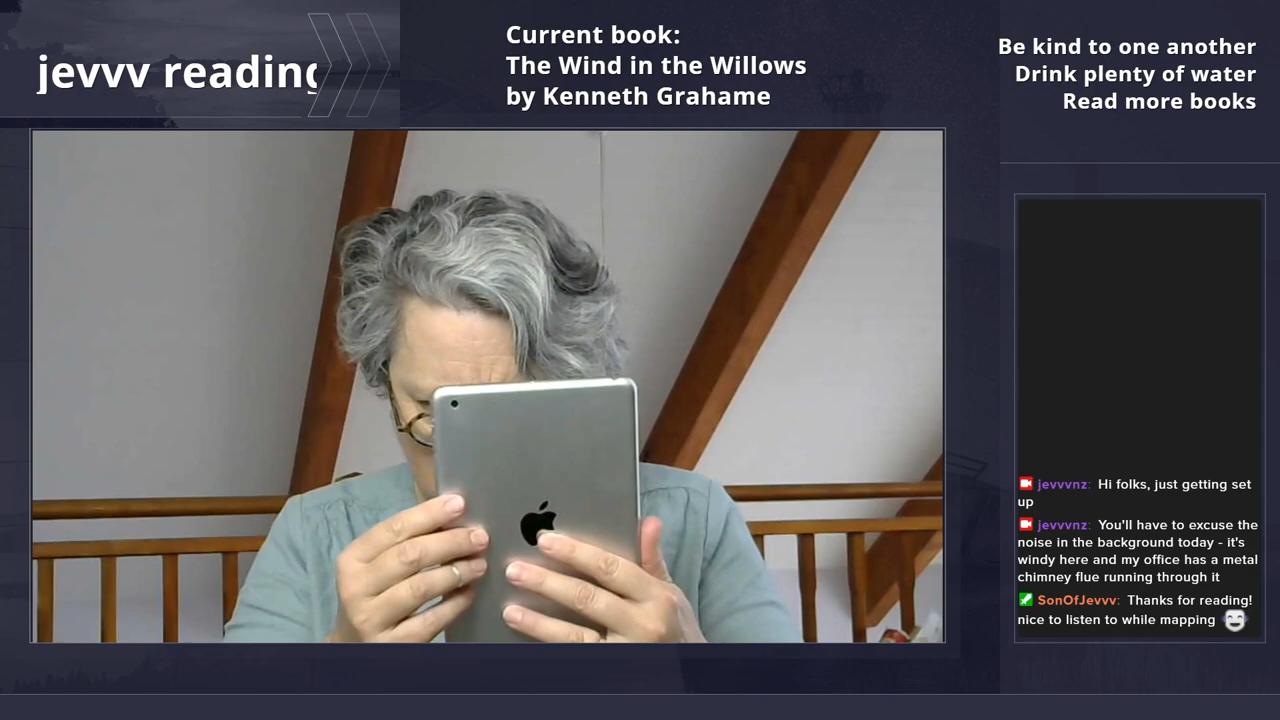 jevvv reading
Current book:
The Wind in the Willows
by Kenneth Grahame
Be kind to one another
Drink plenty of water
Read more books
jevvvnz: Hi folks, just getting set
up
jevvvnz: You'll have to excuse the
noise in the background today - it's
windy here and my office has a metal
chimney flue running through it
SonOfJevvv: Thanks for reading!
nice to listen to while mapping